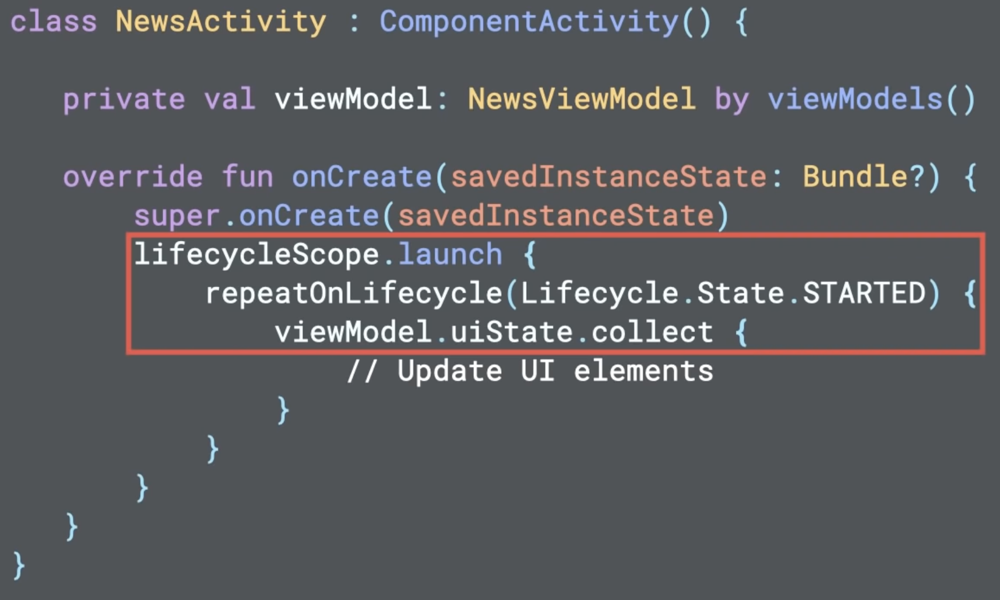 class NewsActivity : ComponentActivity() {
private val viewModel: NewsViewModel by viewModels()
override fun onCreate(savedInstanceState: Bundle?) {
super.onCreate(savedInstanceState)
lifecycleScope.launch {
repeatOnLifecycle(Lifecycle.State.STARTED) {
viewModel.uiState.collect {
// Update UI elements
}
}
}
}
}